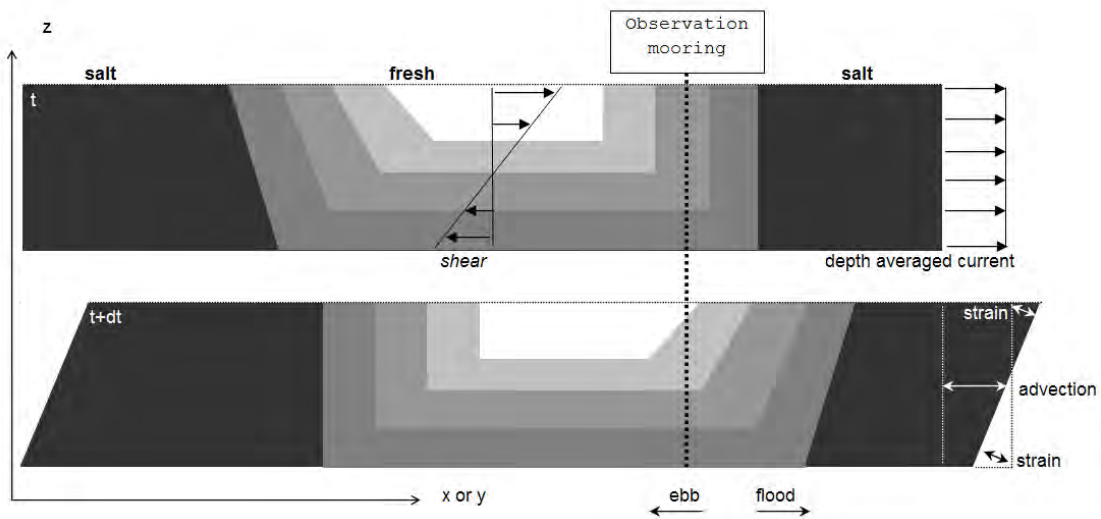 z
Observation
mooring
salt
fresh
salt
t
shear
depth averaged current
t+dt
strain
advection
strain
x or y
ebb
flood